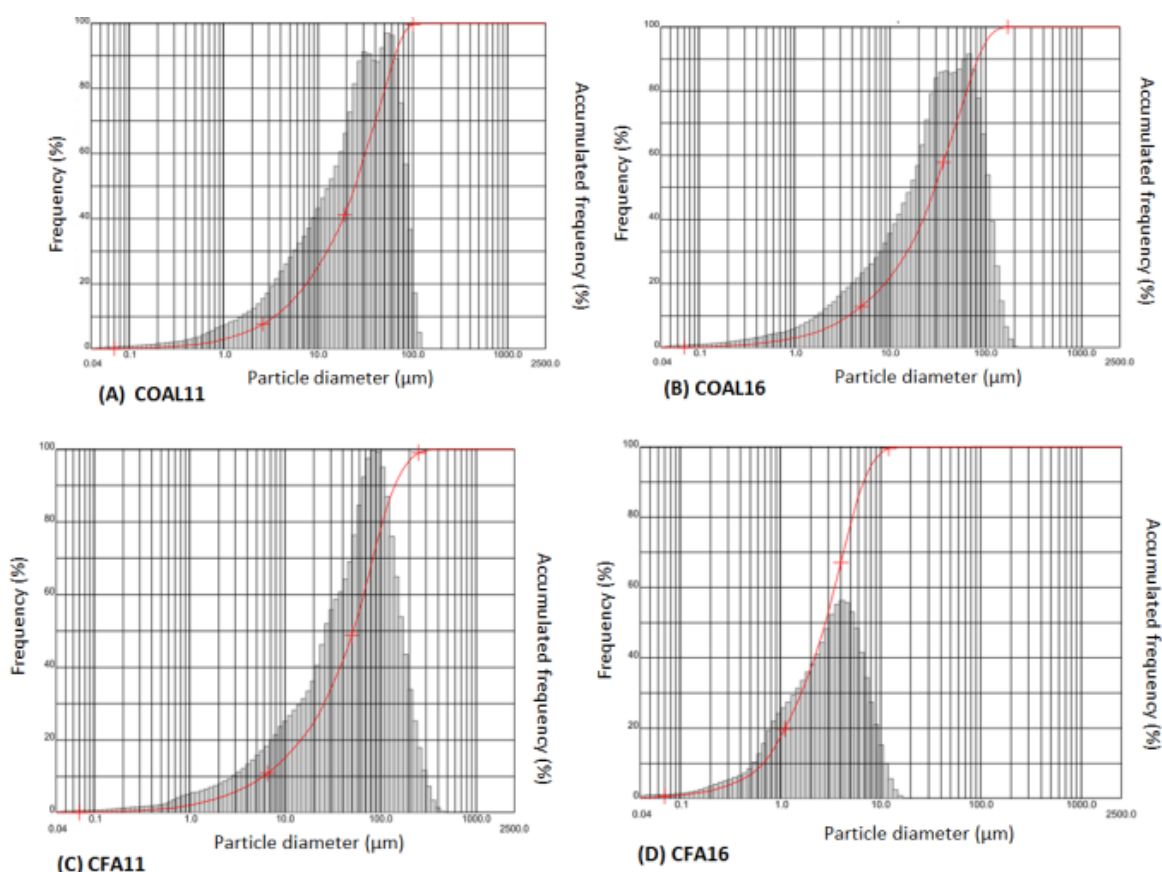 100
80
60
40
20
0
Frequency (%)
Accumulated frequency (%)
0.04 0.1 1.0 10.0 100.0 1000.0 2500.0
Particle diameter (µm)
(A) COAL11
100
80
60
40
20
0
Frequency (%)
Accumulated frequency (%)
0.04 0.1 1.0 10.0 100.0 1000.0 2500.0
Particle diameter (µm)
(B) COAL16
100
80
60
40
20
0
Frequency (%)
Accumulated frequency (%)
0.04 0.1 1.0 10.0 100.0 1000.0 2500.0
Particle diameter (µm)
(C) CFA11
100
80
60
40
20
0
Frequency (%)
Accumulated frequency (%)
0.04 0.1 1.0 10.0 100.0 1000.0 2500.0
Particle diameter (µm)
(D) CFA16